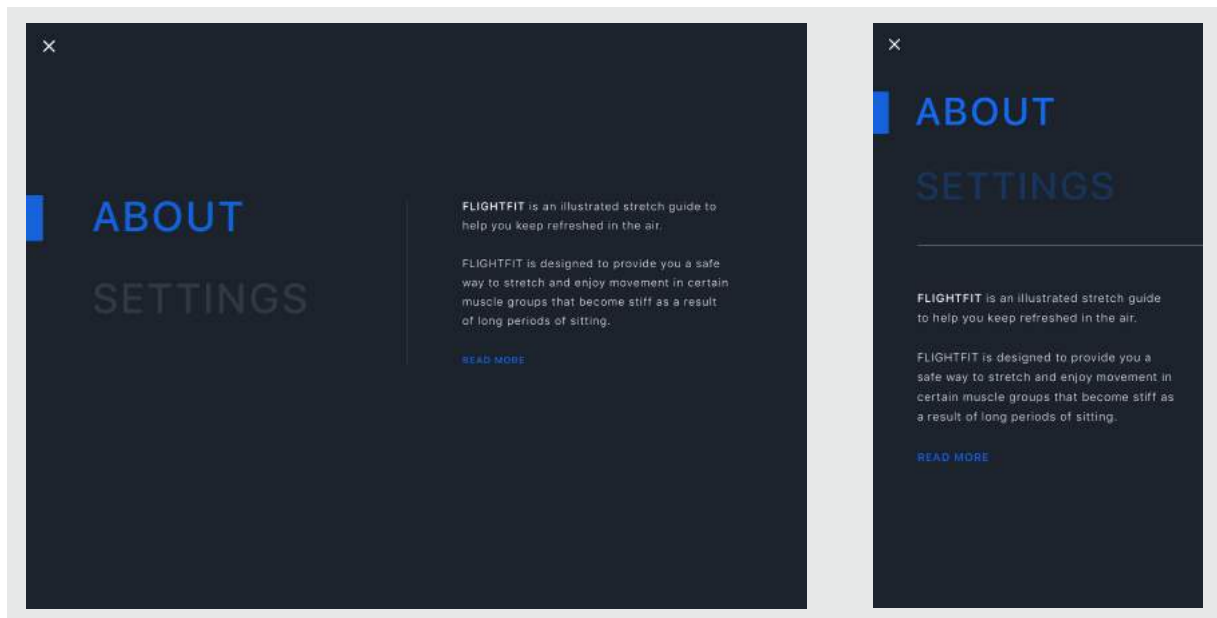 ABOUT
SETTINGS
FLIGHTFIT is an illustrated stretch guide to
help you keep refreshed in the air.
FLIGHTFIT is designed to provide you a safe
way to stretch and enjoy movement in certain
muscle groups that become stiff as a result
of long periods of sitting.
READ MORE
ABOUT
SETTINGS
FLIGHTFIT is an illustrated stretch guide
to help you keep refreshed in the air.
FLIGHTFIT is designed to provide you a
safe way to stretch and enjoy movement in
certain muscle groups that become stiff as
a result of long periods of sitting.
READ MORE